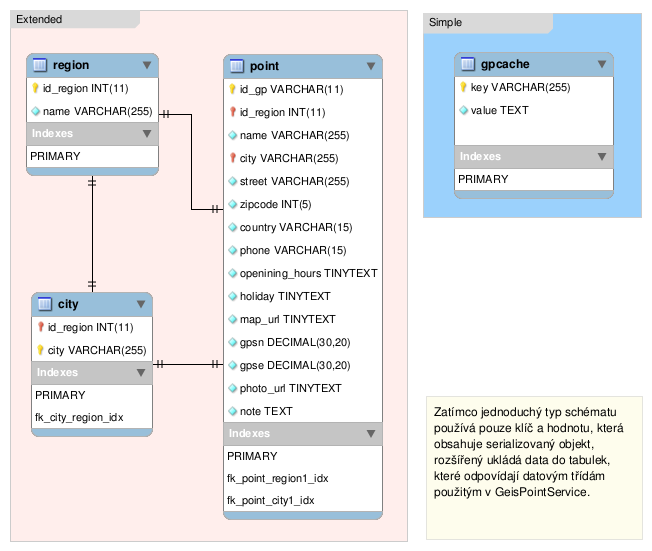 Extended
region
id_region INT(11)
name VARCHAR(255)
Indexes
PRIMARY
city
id_region INT(11)
city VARCHAR(255)
Indexes
PRIMARY
fk_city_region_idx
point
id_gp VARCHAR(11)
id_region INT(11)
name VARCHAR(255)
city VARCHAR(255)
street VARCHAR(255)
zipcode INT(5)
country VARCHAR(15)
phone VARCHAR(15)
openining_hours TINYTEXT
holiday TINYTEXT
map_url TINYTEXT
gpsn DECIMAL(30,20)
gpse DECIMAL(30,20)
photo_url TINYTEXT
note TEXT
Indexes
PRIMARY
fk_point_region1_idx
fk_point_city1_idx
Simple
gpcache
key VARCHAR(255)
value TEXT
Indexes
PRIMARY
Zatímco jednoduchý typ schématu
používá pouze klíč a hodnotu, která
obsahuje serializovaný objekt,
rozšířený ukládá data do tabulek,
které odpovídají datovým třídám
použitým v GeisPointService.